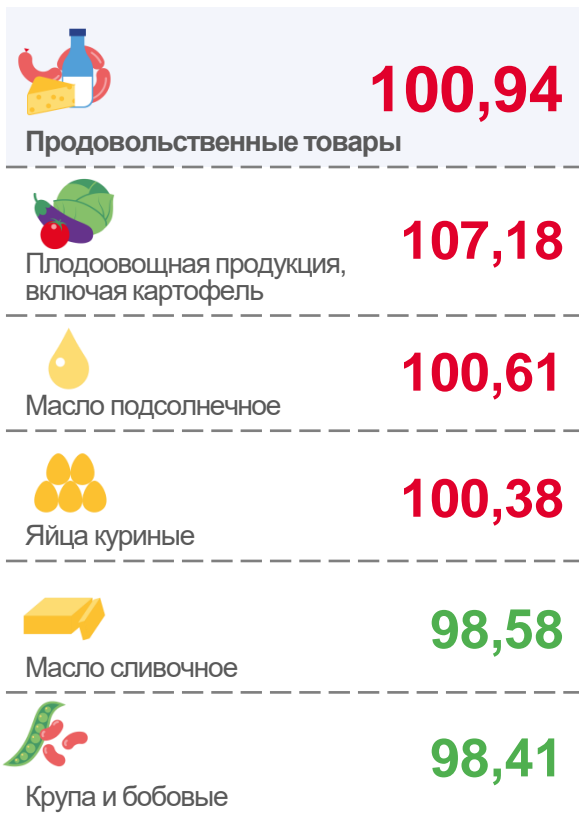 100,94
Продовольственные товары
107,18
Плодоовощная продукция,
включая картофель
100,61
Масло подсолнечное
100,38
Яйца куриные
98,58
Масло сливочное
98,41
Крупа и бобовые